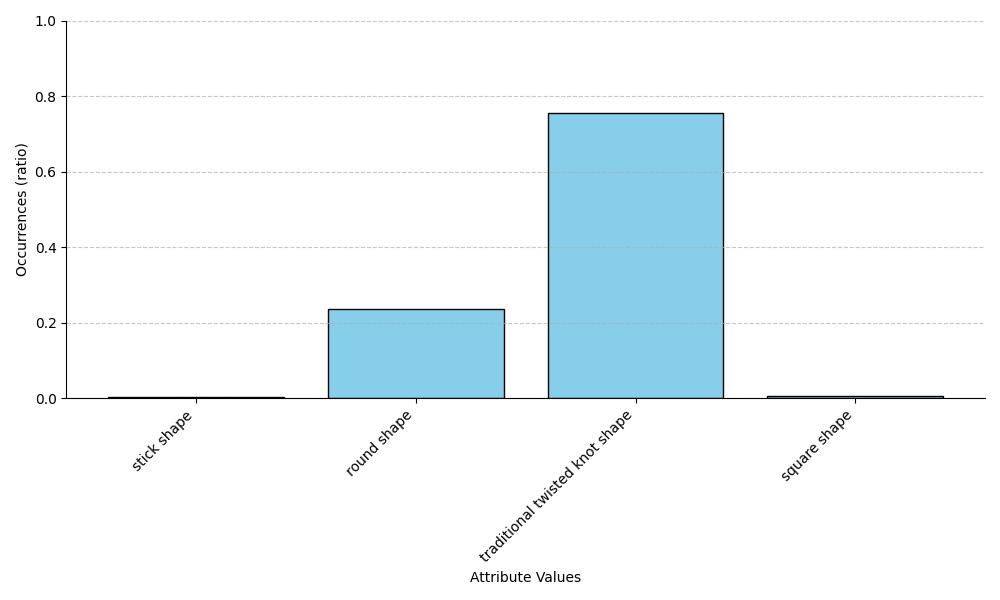 1.0
0.8
0.6
0.4
0.2
0.0
Occurrences (ratio)
stick shape
round shape
traditional twisted knot shape
square shape
Attribute Values